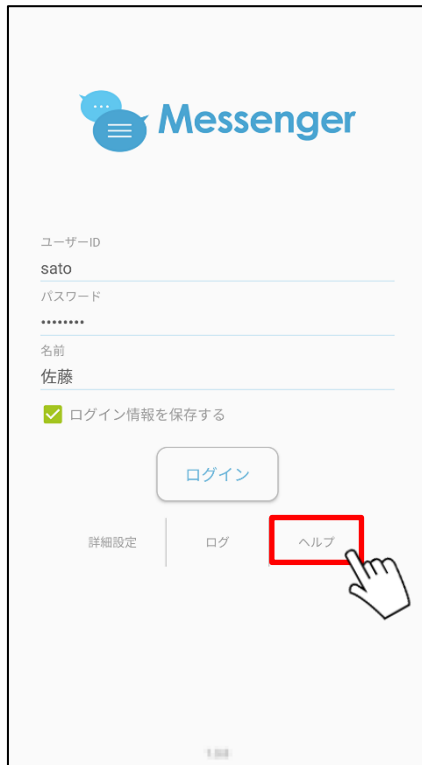 Messenger
ユーザーID
sato
パスワード
••••••••
名前
佐藤
ログイン情報を保存する
ログイン
詳細設定 ログ ヘルプ